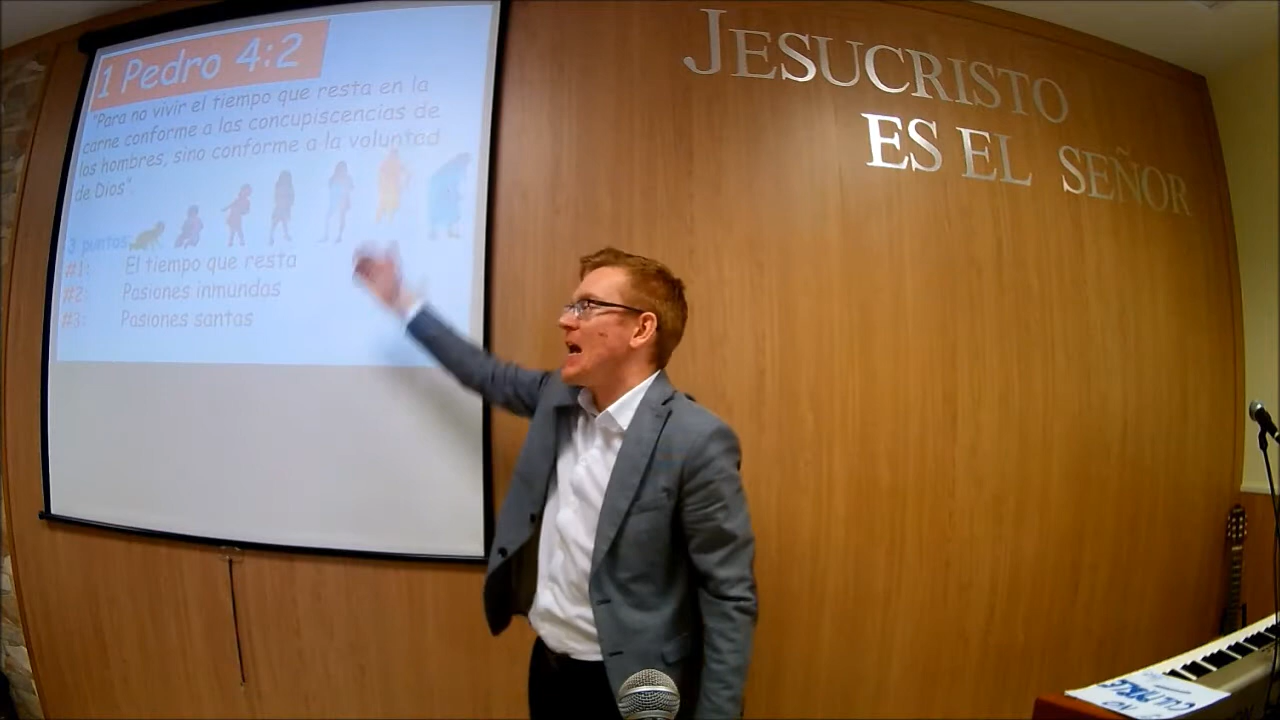 1 Pedro 4:2
"Para no vivir el tiempo que resta en la
carne conforme a las concupiscencias de
los hombres, sino conforme a la voluntad
de Dios".
3 puntos:
#1: El tiempo que resta
#2: Pasiones inmundas
#3: Pasiones santas
JESUCRISTO
ES EL SEÑOR